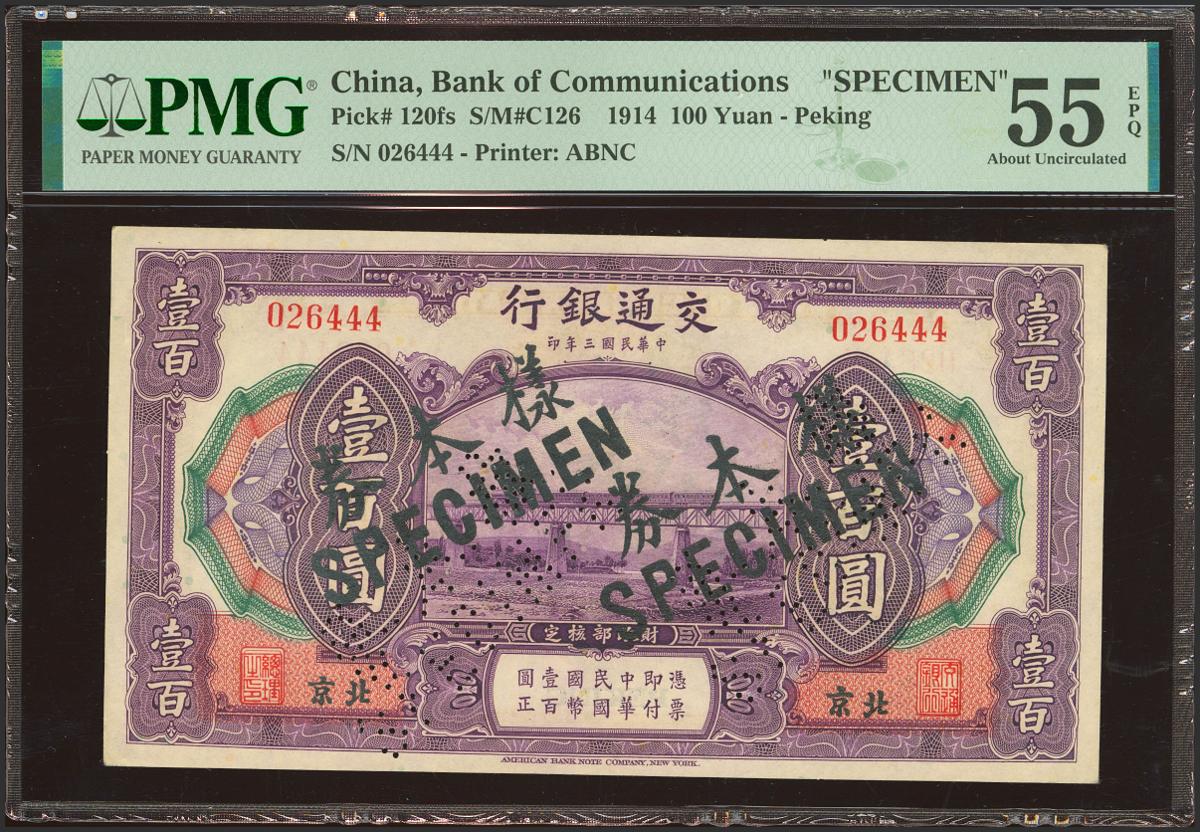 PMG®
PAPER MONEY GUARANTY
China, Bank of Communications "SPECIMEN"
Pick# 120fs S/M#C126 1914 100 Yuan - Peking
S/N 026444 - Printer: ABNC
55
EPQ
About Uncirculated
壹百
壹百
行銀通交
印年三國民華中
026444
026444
壹百圓
壹百圓
樣本券
SPECIMEN
樣本券
SPECIMEN
定核部政財
壹百
壹百
京北
京北
圓壹國民中即憑
正百幣國華付票
AMERICAN BANK NOTE COMPANY, NEW YORK.